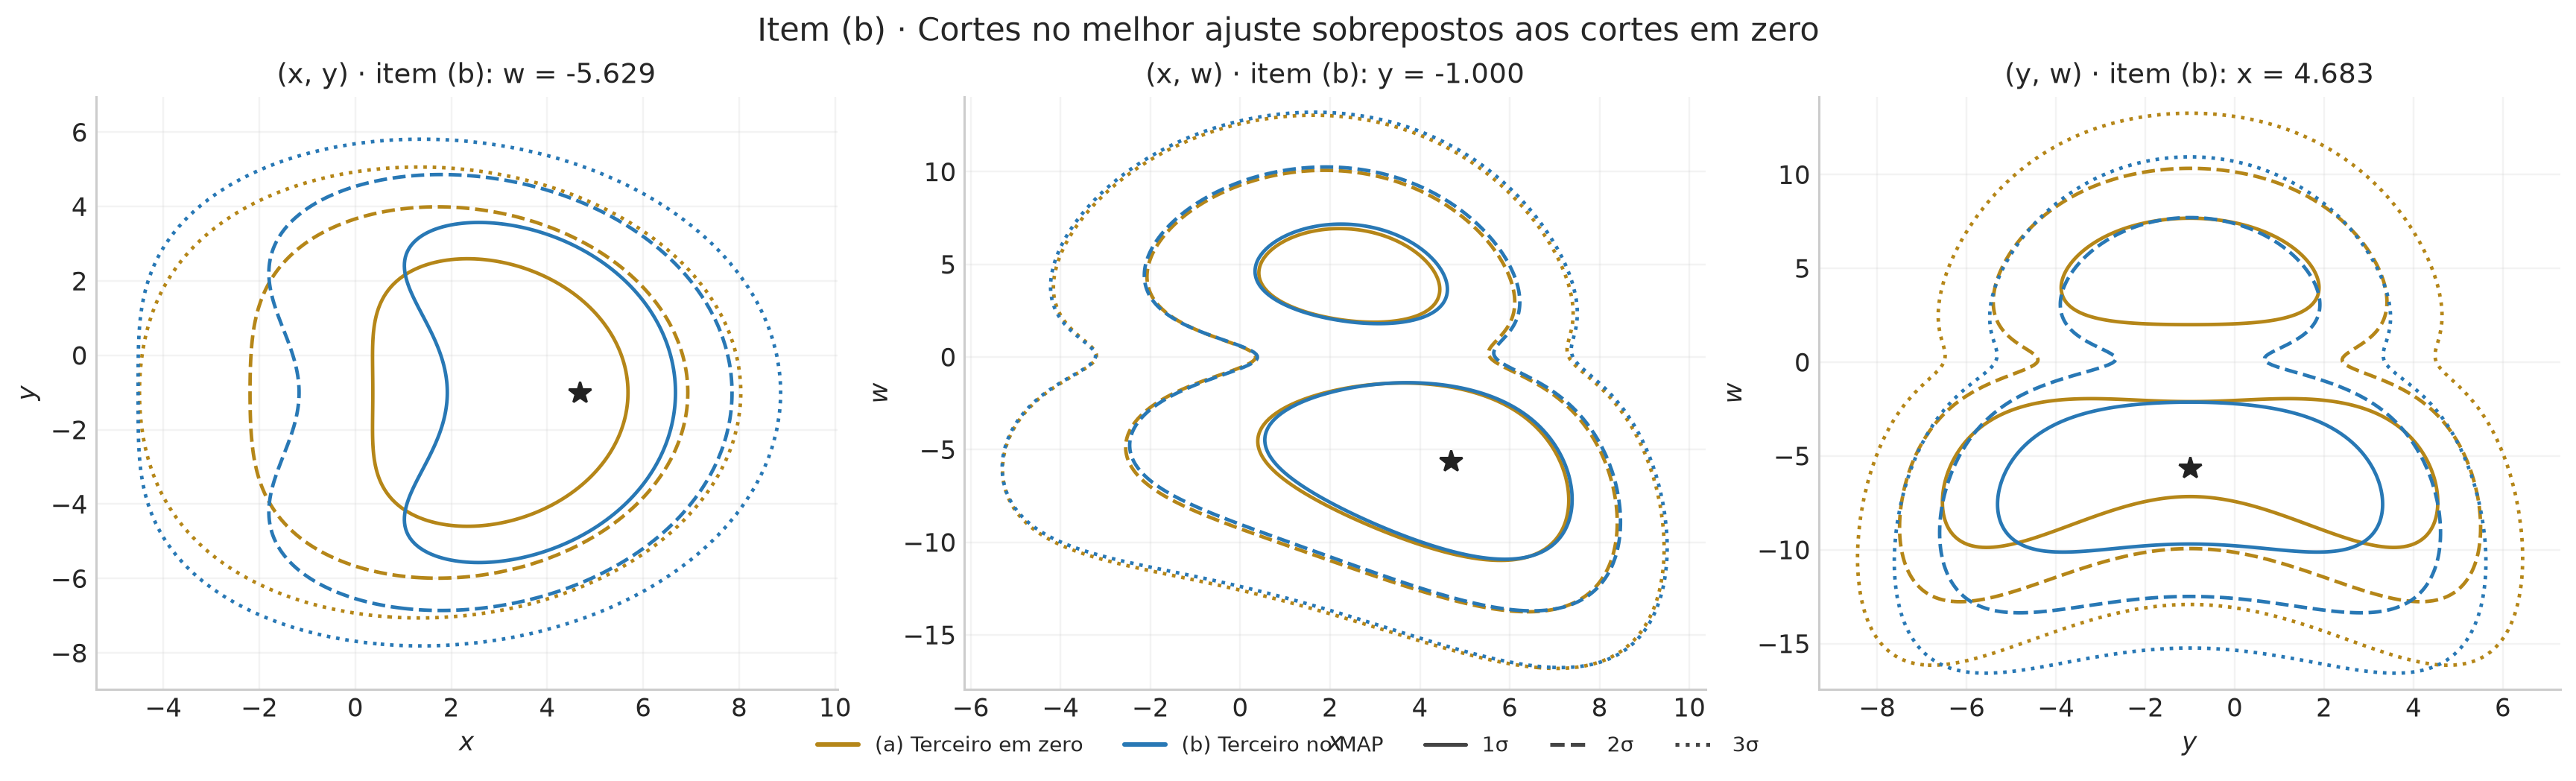 Item (b) · Cortes no melhor ajuste sobrepostos aos cortes em zero
(x, y) · item (b): w = -5.629
6
4
2
0
−2
−4
−6
−8
y
−4 −2 0 2 4 6 8 10
x
(x, w) · item (b): y = -1.000
10
5
0
−5
−10
−15
w
−6 −4 −2 0 2 4 6 8 10
x
(y, w) · item (b): x = 4.683
10
5
0
−5
−10
−15
w
−8 −6 −4 −2 0 2 4 6
y
(a) Terceiro em zero (b) Terceiro no MAP 1σ 2σ 3σ